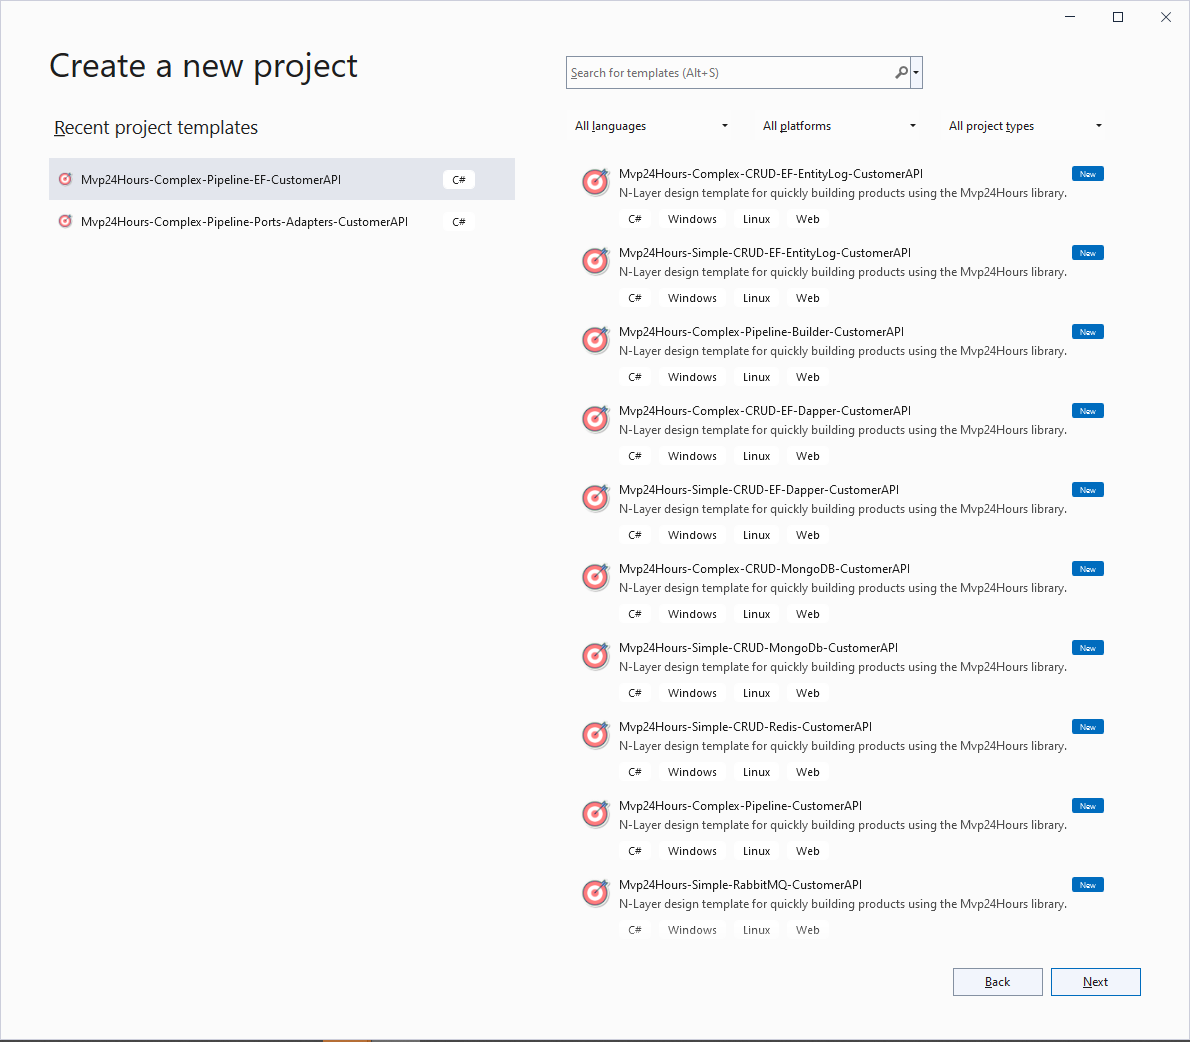 Create a new project
Search for templates (Alt+S)
Recent project templates
All languages
All platforms
All project types
Mvp24Hours-Complex-Pipeline-EF-CustomerAPI
C#
Mvp24Hours-Complex-Pipeline-Ports-Adapters-CustomerAPI
C#
Mvp24Hours-Complex-CRUD-EF-EntityLog-CustomerAPI
New
N-Layer design template for quickly building products using the Mvp24Hours library.
C# Windows Linux Web
Mvp24Hours-Simple-CRUD-EF-EntityLog-CustomerAPI
New
N-Layer design template for quickly building products using the Mvp24Hours library.
C# Windows Linux Web
Mvp24Hours-Complex-Pipeline-Builder-CustomerAPI
New
N-Layer design template for quickly building products using the Mvp24Hours library.
C# Windows Linux Web
Mvp24Hours-Complex-CRUD-EF-Dapper-CustomerAPI
New
N-Layer design template for quickly building products using the Mvp24Hours library.
C# Windows Linux Web
Mvp24Hours-Simple-CRUD-EF-Dapper-CustomerAPI
New
N-Layer design template for quickly building products using the Mvp24Hours library.
C# Windows Linux Web
Mvp24Hours-Complex-CRUD-MongoDB-CustomerAPI
New
N-Layer design template for quickly building products using the Mvp24Hours library.
C# Windows Linux Web
Mvp24Hours-Simple-CRUD-MongoDb-CustomerAPI
New
N-Layer design template for quickly building products using the Mvp24Hours library.
C# Windows Linux Web
Mvp24Hours-Simple-CRUD-Redis-CustomerAPI
New
N-Layer design template for quickly building products using the Mvp24Hours library.
C# Windows Linux Web
Mvp24Hours-Complex-Pipeline-CustomerAPI
New
N-Layer design template for quickly building products using the Mvp24Hours library.
C# Windows Linux Web
Mvp24Hours-Simple-RabbitMQ-CustomerAPI
New
N-Layer design template for quickly building products using the Mvp24Hours library.
C# Windows Linux Web
Back
Next